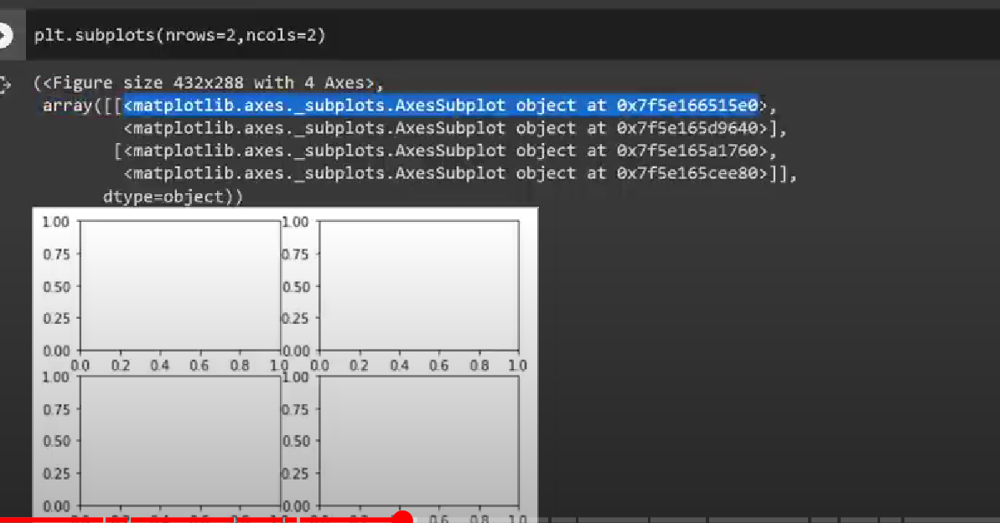 plt.subplots(nrows=2,ncols=2)
(<Figure size 432x288 with 4 Axes>,
array([[<matplotlib.axes._subplots.AxesSubplot object at 0x7f5e166515e0>,
<matplotlib.axes._subplots.AxesSubplot object at 0x7f5e165d9640>],
[<matplotlib.axes._subplots.AxesSubplot object at 0x7f5e165a1760>,
<matplotlib.axes._subplots.AxesSubplot object at 0x7f5e165cee80>]],
dtype=object))
1.00 1.00
0.75 0.75
0.50 0.50
0.25 0.25
0.00 0.00
0.0 0.2 0.4 0.6 0.8 1.0 0.0 0.2 0.4 0.6 0.8 1.0
1.00 1.00
0.75 0.75
0.50 0.50
0.25 0.25
0.00 0.00
0.6 0.8 1.0